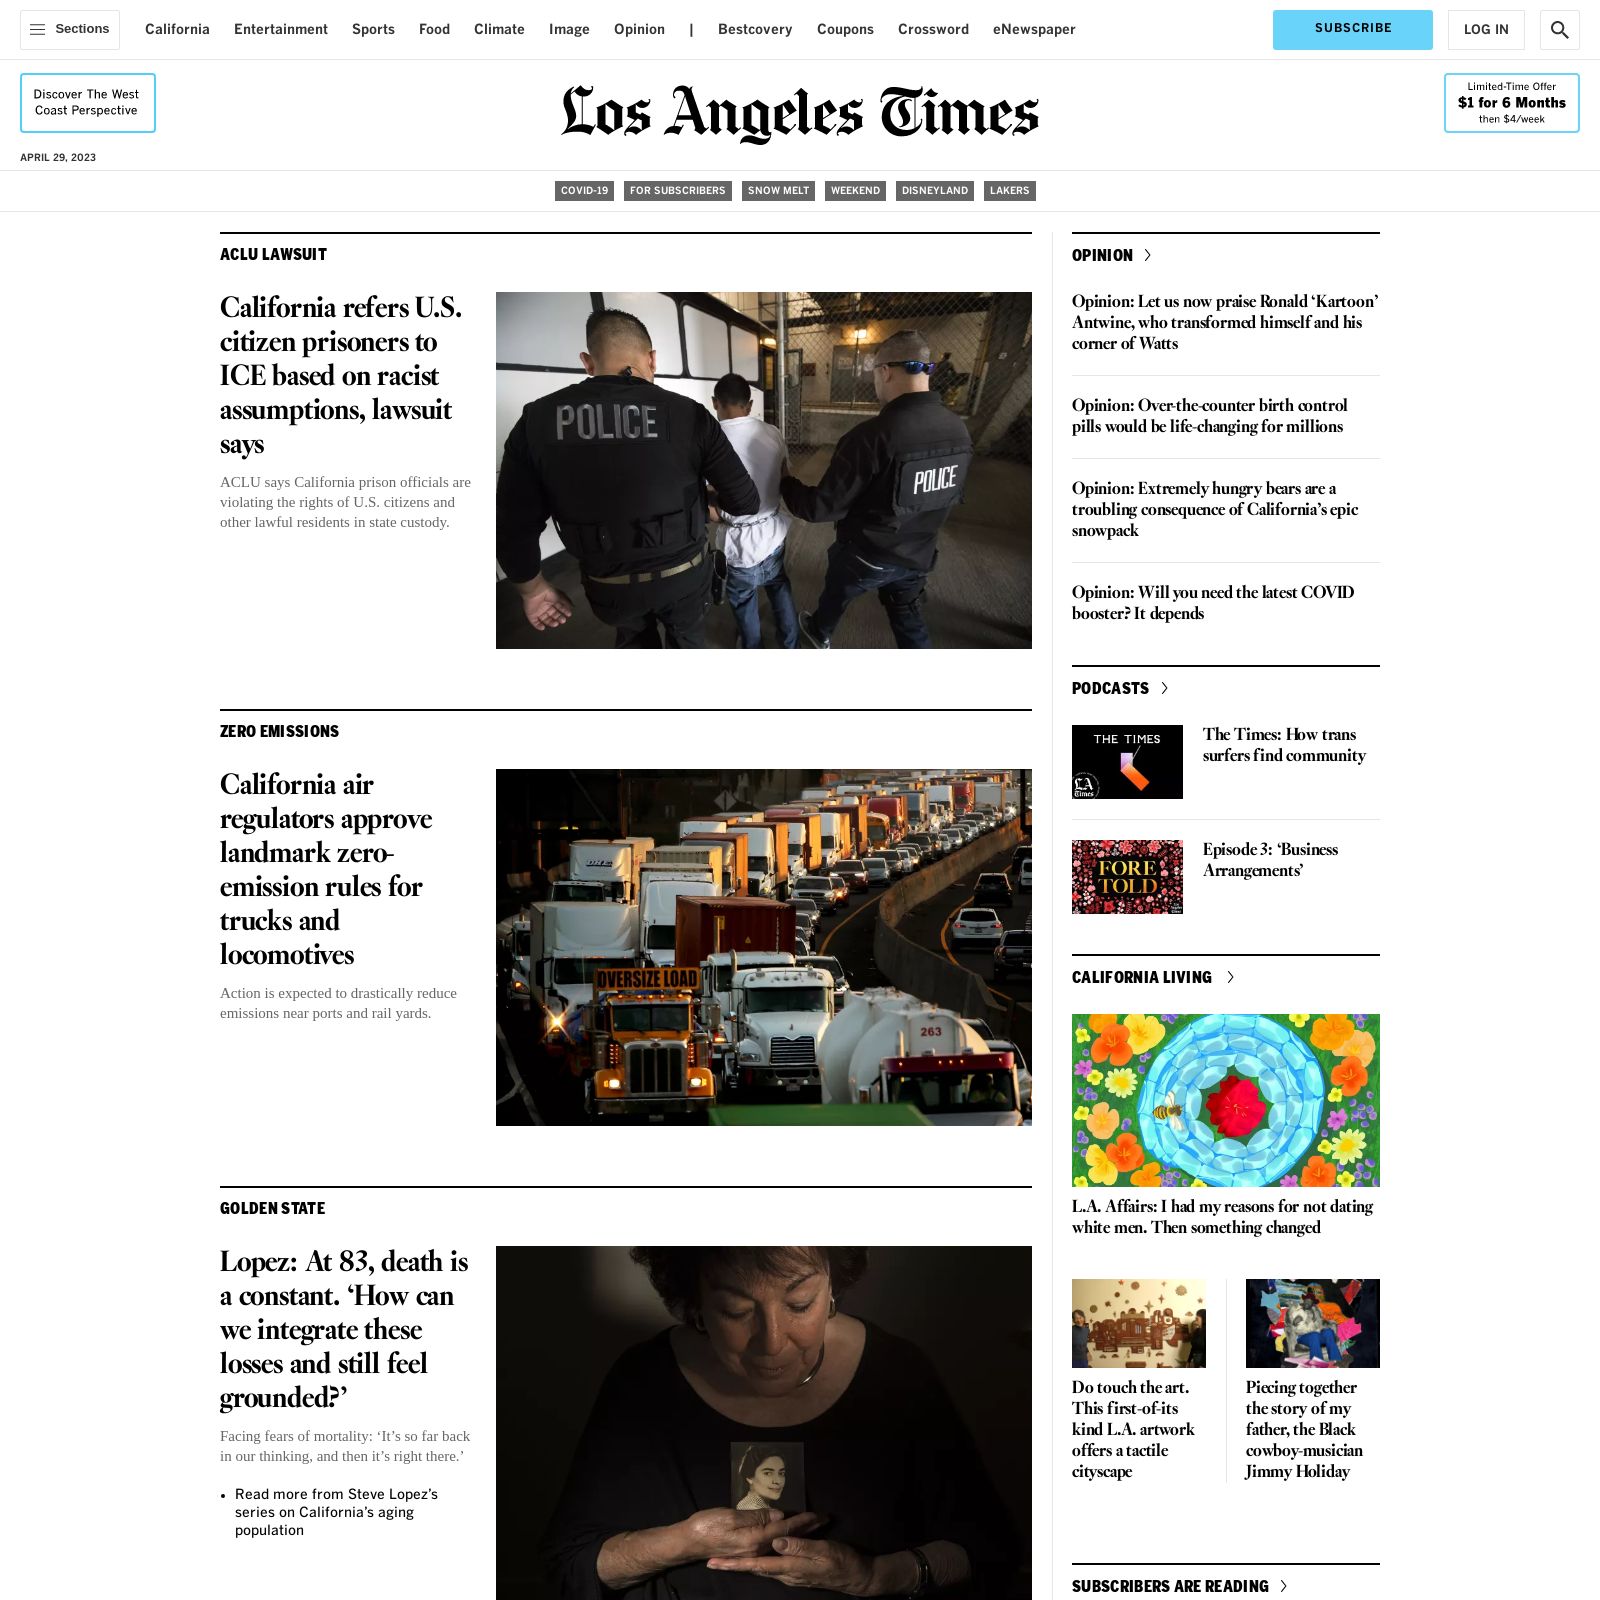 Sections
California
Entertainment
Sports
Food
Climate
Image
Opinion
|
Bestcovery
Coupons
Crossword
eNewspaper
SUBSCRIBE
LOG IN
Discover The West
Coast Perspective
Los Angeles Times
Limited-Time Offer
$1 for 6 Months
then $4/week
APRIL 29, 2023
COVID-19
FOR SUBSCRIBERS
SNOW MELT
WEEKEND
DISNEYLAND
LAKERS
ACLU LAWSUIT
California refers U.S.
citizen prisoners to
ICE based on racist
assumptions, lawsuit
says
ACLU says California prison officials are
violating the rights of U.S. citizens and
other lawful residents in state custody.
POLICE
POLICE
ZERO EMISSIONS
California air
regulators approve
landmark zero-
emission rules for
trucks and
locomotives
Action is expected to drastically reduce
emissions near ports and rail yards.
OVERSIZE LOAD
263
GOLDEN STATE
Lopez: At 83, death is
a constant. ‘How can
we integrate these
losses and still feel
grounded?’
Facing fears of mortality: ‘It’s so far back
in our thinking, and then it’s right there.’
• Read more from Steve Lopez’s
series on California’s aging
population
OPINION
Opinion: Let us now praise Ronald ‘Kartoon’
Antwine, who transformed himself and his
corner of Watts
Opinion: Over-the-counter birth control
pills would be life-changing for millions
Opinion: Extremely hungry bears are a
troubling consequence of California’s epic
snowpack
Opinion: Will you need the latest COVID
booster? It depends
PODCASTS
THE TIMES
LA
Times
The Times: How trans
surfers find community
FORE
TOLD
Episode 3: ‘Business
Arrangements’
CALIFORNIA LIVING
L.A. Affairs: I had my reasons for not dating
white men. Then something changed
Do touch the art.
This first-of-its
kind L.A. artwork
offers a tactile
cityscape
Piecing together
the story of my
father, the Black
cowboy-musician
Jimmy Holiday
SUBSCRIBERS ARE READING